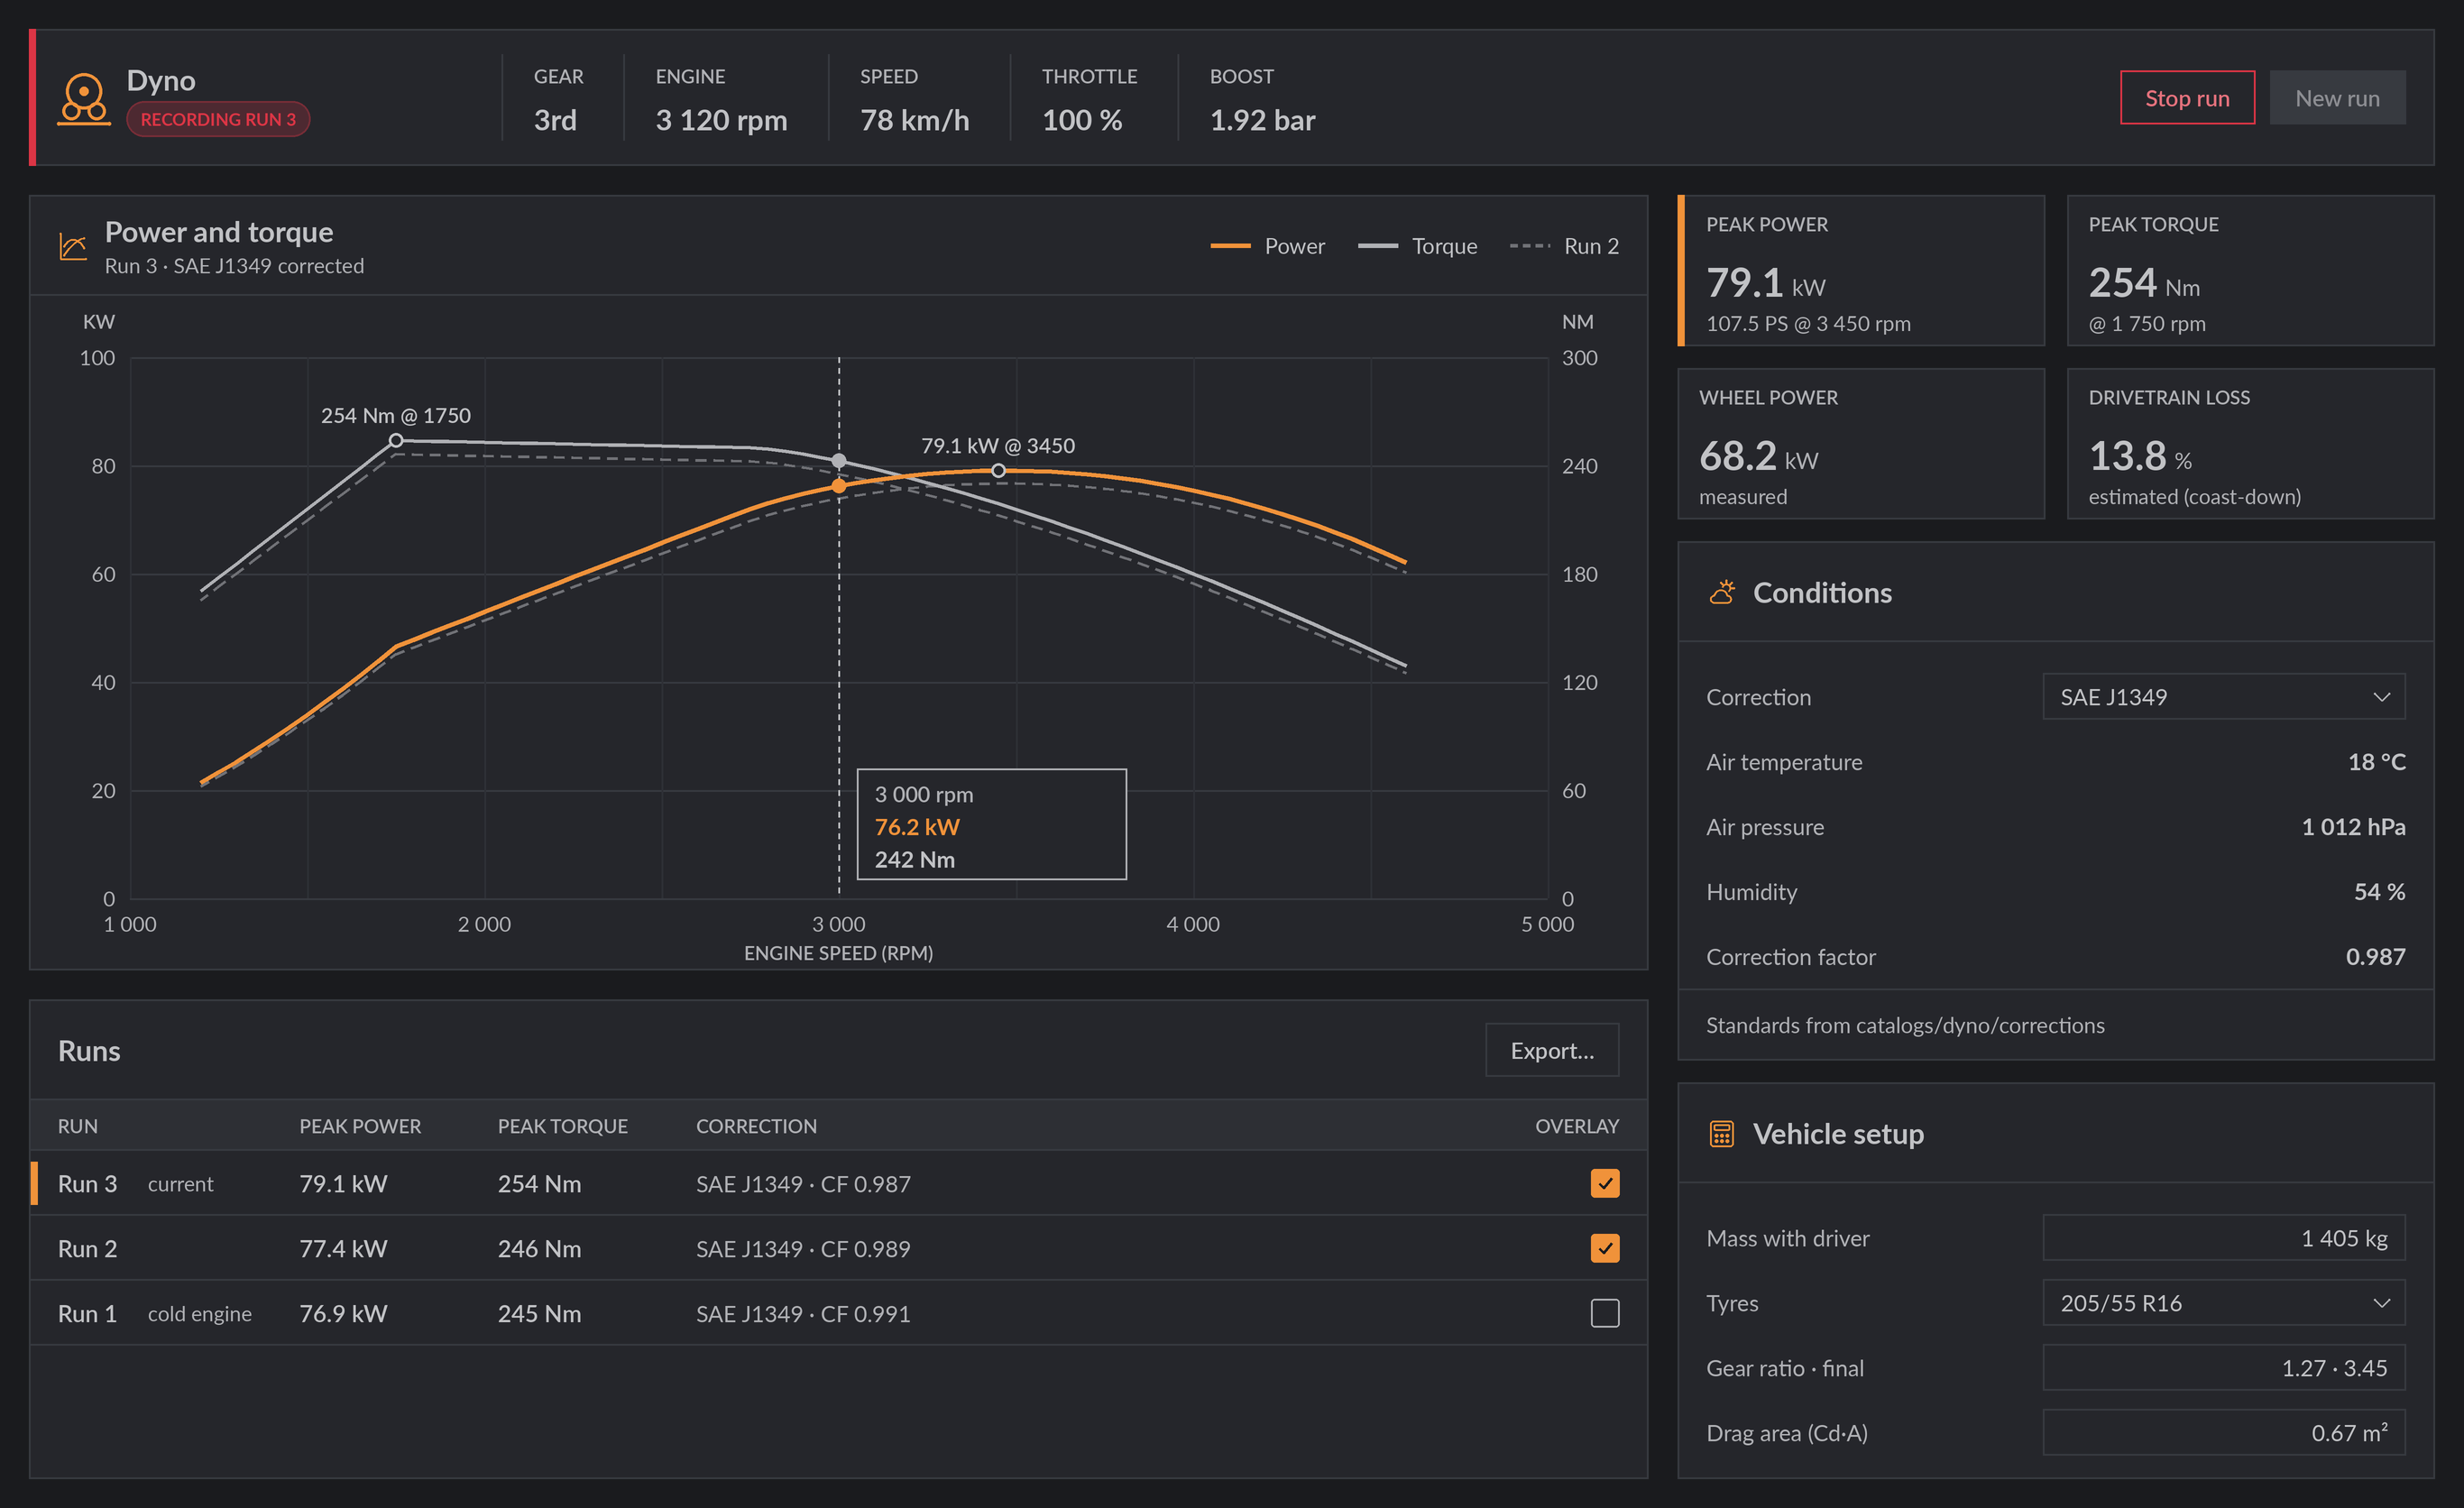 Dyno
RECORDING RUN 3
GEAR
3rd
ENGINE
3 120 rpm
SPEED
78 km/h
THROTTLE
100 %
BOOST
1.92 bar
Stop run
New run
Power and torque
Run 3 · SAE J1349 corrected
Power
Torque
Run 2
KW
NM
100
80
60
40
20
0
300
240
180
120
60
0
254 Nm @ 1750
79.1 kW @ 3450
3 000 rpm
76.2 kW
242 Nm
1 000
2 000
3 000
4 000
5 000
ENGINE SPEED (RPM)
PEAK POWER
79.1 kW
107.5 PS @ 3 450 rpm
PEAK TORQUE
254 Nm
@ 1 750 rpm
WHEEL POWER
68.2 kW
measured
DRIVETRAIN LOSS
13.8 %
estimated (coast-down)
Conditions
Correction SAE J1349
Air temperature 18 °C
Air pressure 1 012 hPa
Humidity 54 %
Correction factor 0.987
Standards from catalogs/dyno/corrections
Runs
Export...
RUN PEAK POWER PEAK TORQUE CORRECTION OVERLAY
Run 3 current 79.1 kW 254 Nm SAE J1349 · CF 0.987
Run 2 77.4 kW 246 Nm SAE J1349 · CF 0.989
Run 1 cold engine 76.9 kW 245 Nm SAE J1349 · CF 0.991
Vehicle setup
Mass with driver 1 405 kg
Tyres 205/55 R16
Gear ratio · final 1.27 · 3.45
Drag area (Cd·A) 0.67 m²